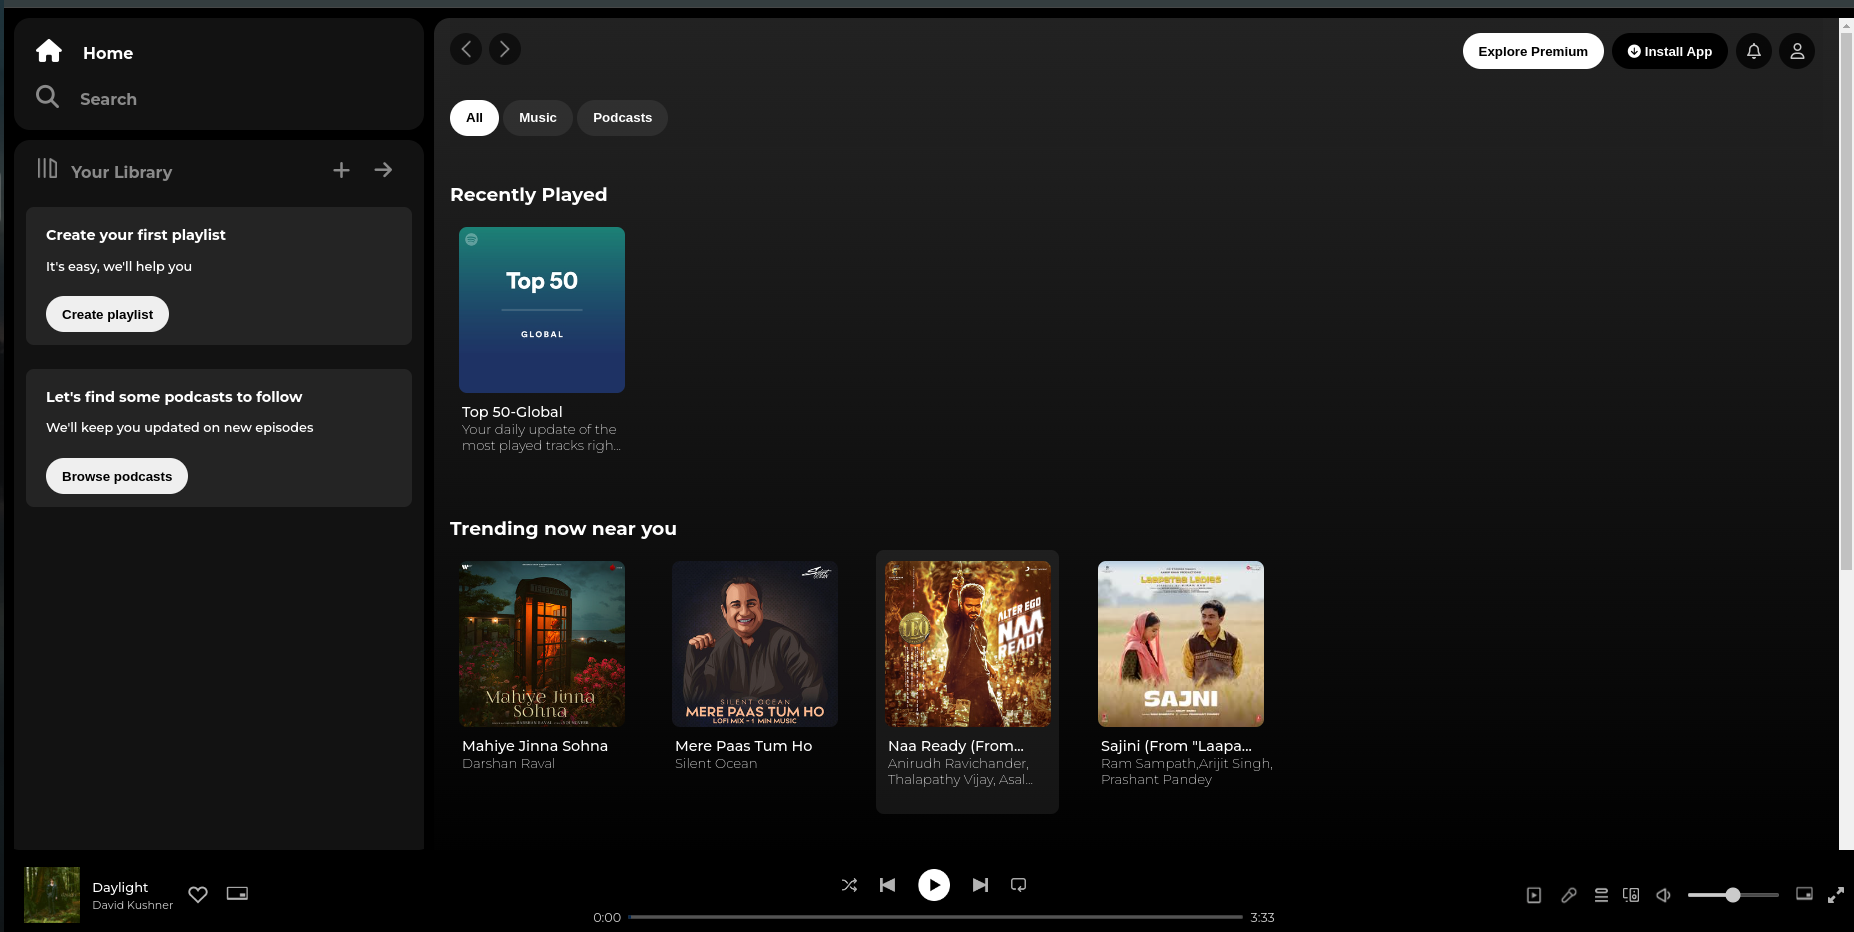 Home
Search
Your Library
Create your first playlist
It's easy, we'll help you
Create playlist
Let's find some podcasts to follow
We'll keep you updated on new episodes
Browse podcasts
Explore Premium
Install App
All
Music
Podcasts
Recently Played
Top 50
GLOBAL
Top 50-Global
Your daily update of the
most played tracks righ...
Trending now near you
Mahiye Jinna
Sohna
Mahiye Jinna Sohna
Darshan Raval
Silent
Ocean
SILENT OCEAN
MERE PAAS TUM HO
LOFI MIX - 1 MIN MUSIC
Mere Paas Tum Ho
Silent Ocean
LEO
ALTER EGO
NAA
READY
Naa Ready (From...
Anirudh Ravichander,
Thalapathy Vijay, Asal...
LAAPATAA LADIES
SAJNI
Sajini (From "Laapa...
Ram Sampath,Arijit Singh,
Prashant Pandey
Daylight
David Kushner
0:00
3:33